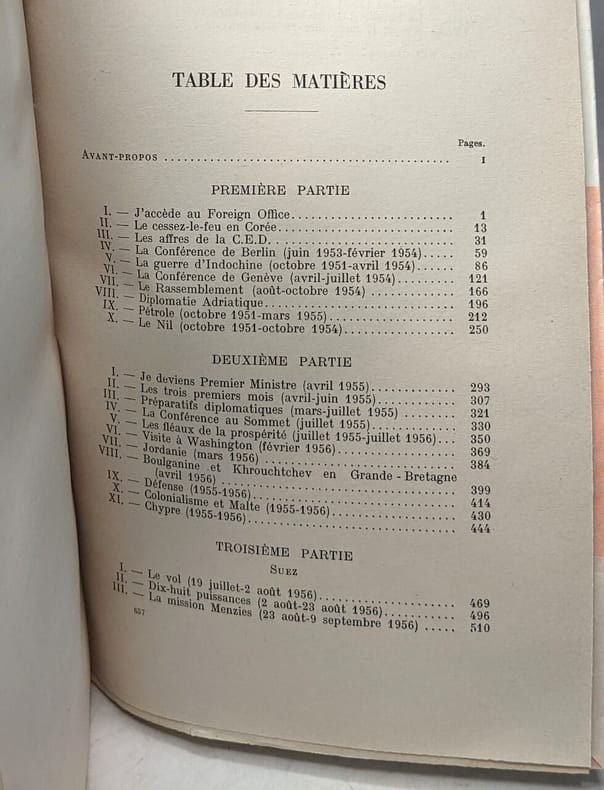 TABLE DES MATIÈRES
Pages.
AVANT-PROPOS ........ I
PREMIÈRE PARTIE
I. — J'accède au Foreign Office........ 1
II. — Le cessez-le-feu en Corée........ 13
III. — Les affres de la C.E.D........ 31
IV. — La Conférence de Berlin (juin 1953-février 1954)..... 59
V. — La guerre d'Indochine (octobre 1951-avril 1954)...... 86
VI. — La Conférence de Genève (avril-juillet 1954)........ 121
VII. — Le Rassemblement (août-octobre 1954) ........ 166
VIII. — Diplomatie Adriatique........ 196
IX. — Pétrole (octobre 1951-mars 1955)........ 212
X. — Le Nil (octobre 1951-octobre 1954)........ 250
DEUXIÈME PARTIE
I. — Je deviens Premier Ministre (avril 1955)........ 293
II. — Les trois premiers mois (avril-juin 1955)........ 307
III. — Préparatifs diplomatiques (mars-juillet 1955) ........ 321
IV. — La Conférence au Sommet (juillet 1955)........ 330
V. — Les fléaux de la prospérité (juillet 1955-juillet 1956)... 350
VI. — Visite à Washington (février 1956)........ 369
VII. — Jordanie (mars 1956) ........ 384
VIII. — Boulganine et Khrouchtchev en Grande-Bretagne
(avril 1956) ........ 399
IX. — Défense (1955-1956)........ 414
X. — Colonialisme et Malte (1955-1956)........ 430
XI. — Chypre (1955-1956)........ 444
TROISIÈME PARTIE
SUEZ
I. — Le vol (19 juillet-2 août 1956)........ 469
II. — Dix-huit puissances (2 août-23 août 1956)........ 496
III. — La mission Menzies (23 août-9 septembre 1956) ..... 510
657